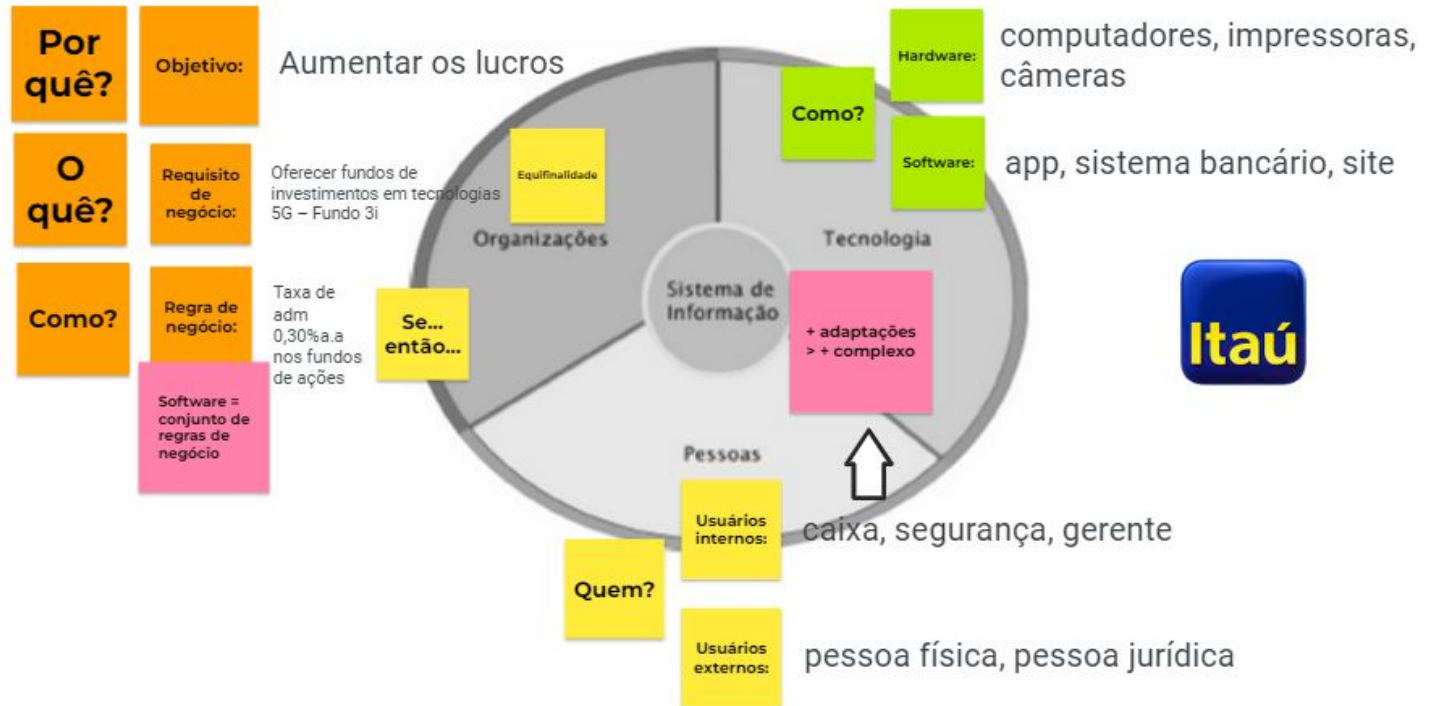 Por
quê?
Objetivo:
Aumentar os lucros
O
quê?
Requisito
de
negócio:
Oferecer fundos de
investimentos em tecnologias
5G – Fundo 3i
Como?
Regra de
negócio:
Taxa de
adm
0,30%a.a
nos fundos
de ações
Se...
então...
Software =
conjunto de
regras de
negócio
Equifinalidade
Organizações
Como?
Hardware:
computadores, impressoras,
câmeras
Software:
app, sistema bancário, site
Tecnologia
Sistema de
Informação
+ adaptações
> + complexo
Itaú
Pessoas
Quem?
Usuários
internos:
caixa, segurança, gerente
Usuários
externos:
pessoa física, pessoa jurídica